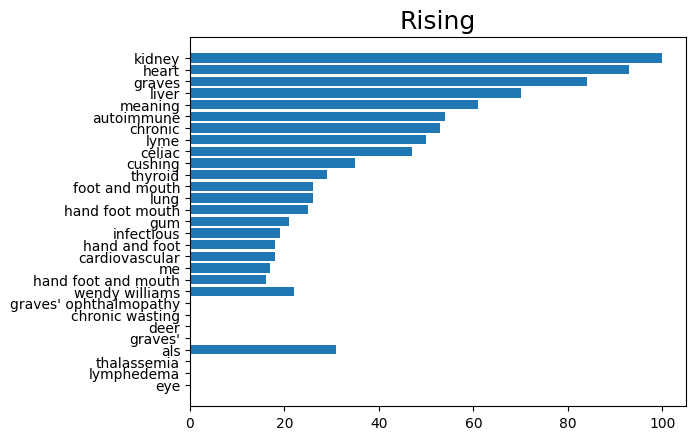 Rising
kidney
heart
graves
liver
meaning
autoimmune
chronic
lyme
celiac
cushing
thyroid
foot and mouth
lung
hand foot mouth
gum
infectious
hand and foot
cardiovascular
me
hand foot and mouth
wendy williams
graves' ophthalmopathy
chronic wasting
deer
graves'
als
thalassemia
lymphedema
eye
0 20 40 60 80 100